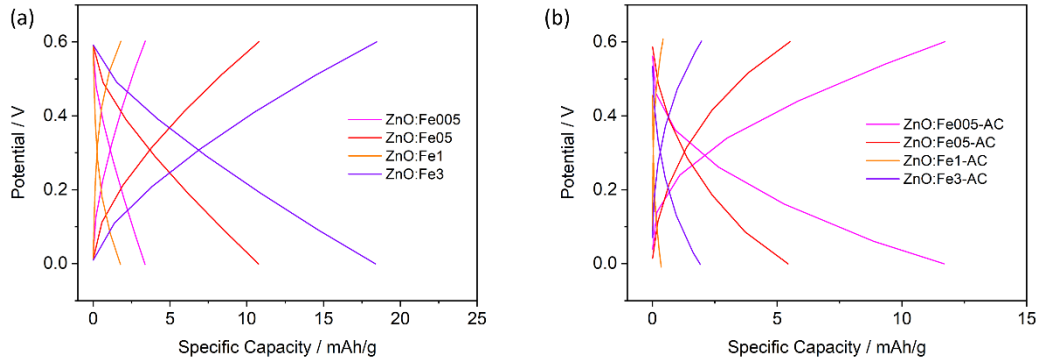 (a)
0.6
0.4
0.2
0.0
Potential / V
ZnO:Fe005
ZnO:Fe05
ZnO:Fe1
ZnO:Fe3
0 5 10 15 20 25
Specific Capacity / mAh/g
(b)
0.6
0.4
0.2
0.0
Potential / V
ZnO:Fe005-AC
ZnO:Fe05-AC
ZnO:Fe1-AC
ZnO:Fe3-AC
0 5 10 15
Specific Capacity / mAh/g